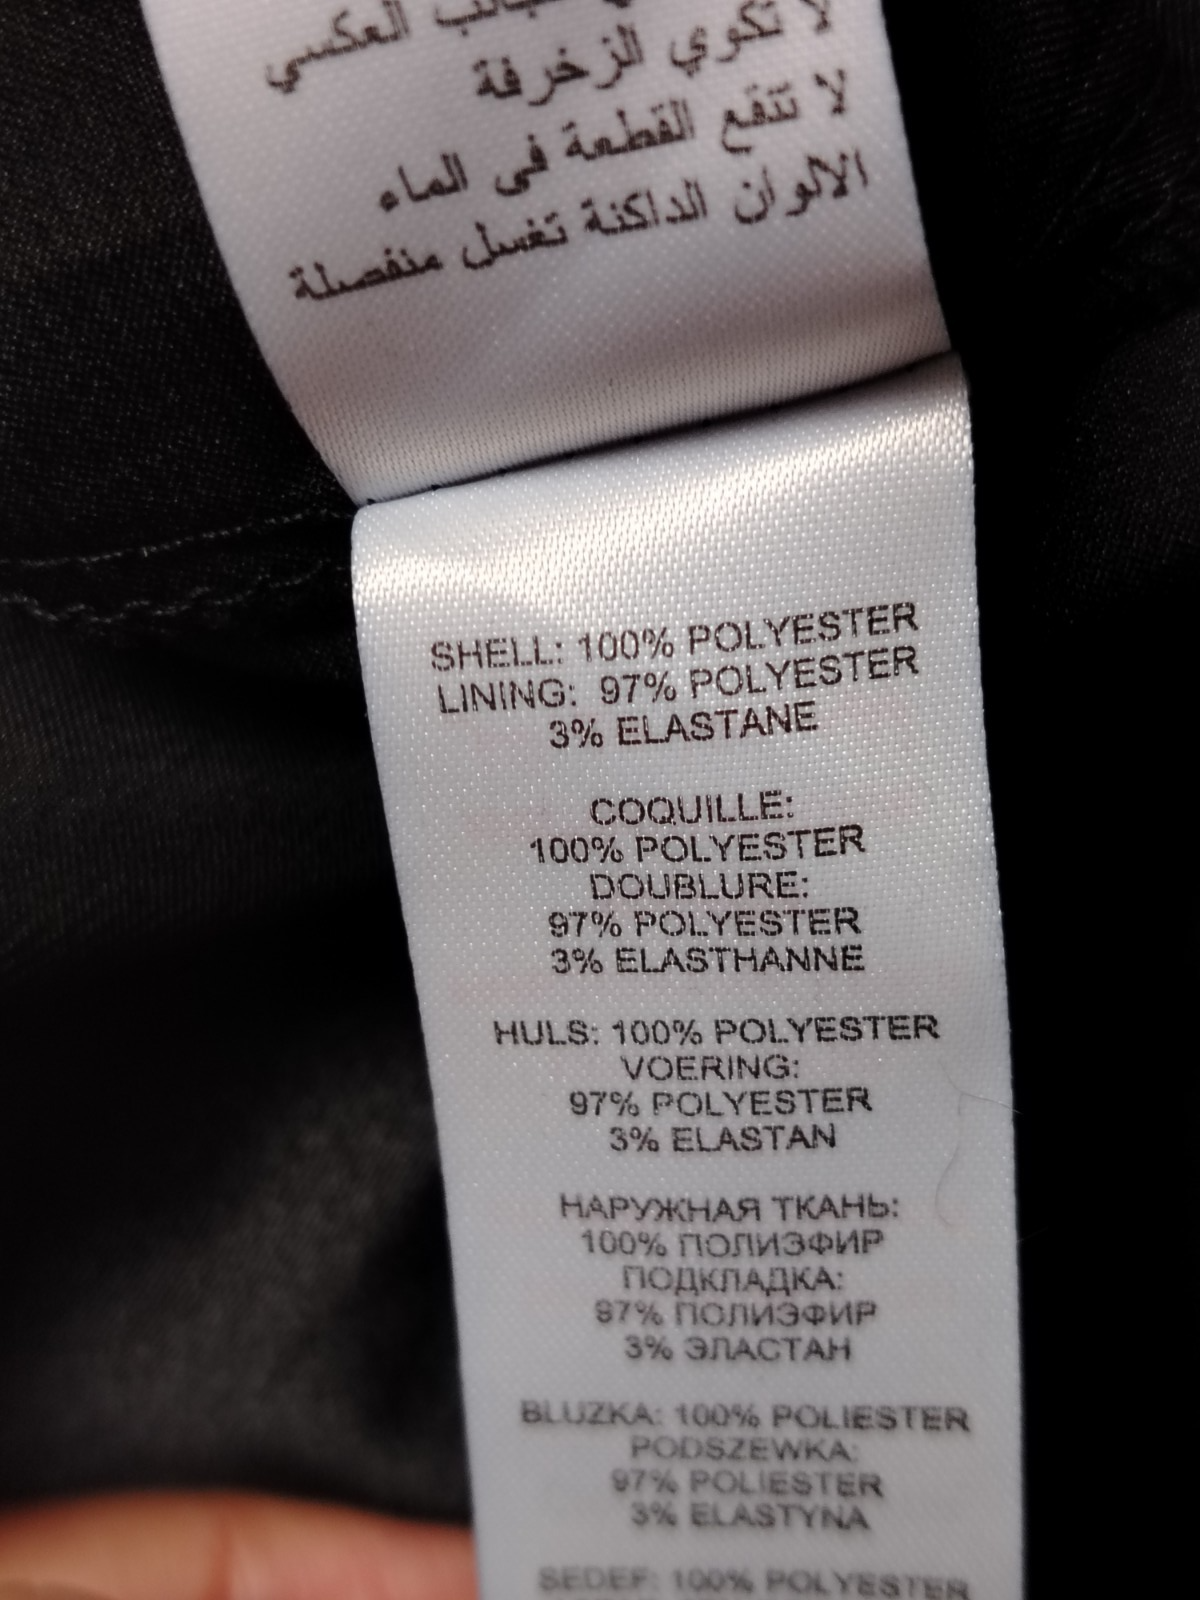 العكسي
لا تكوي الزخرفة
لا تنقع القطعة فى الماء
الالوان الداكنة تغسل منفصلة
SHELL: 100% POLYESTER
LINING: 97% POLYESTER
3% ELASTANE
COQUILLE:
100% POLYESTER
DOUBLURE:
97% POLYESTER
3% ELASTHANNE
HULS: 100% POLYESTER
VOERING:
97% POLYESTER
3% ELASTAN
НАРУЖНАЯ ТКАНЬ:
100% ПОЛИЭФИР
ПОДКЛАДКА:
97% ПОЛИЭФИР
3% ЭЛАСТАН
BLUZKA: 100% POLIESTER
PODSZEWKA:
97% POLIESTER
3% ELASTYNA
SEDEF: 100% POLYESTER